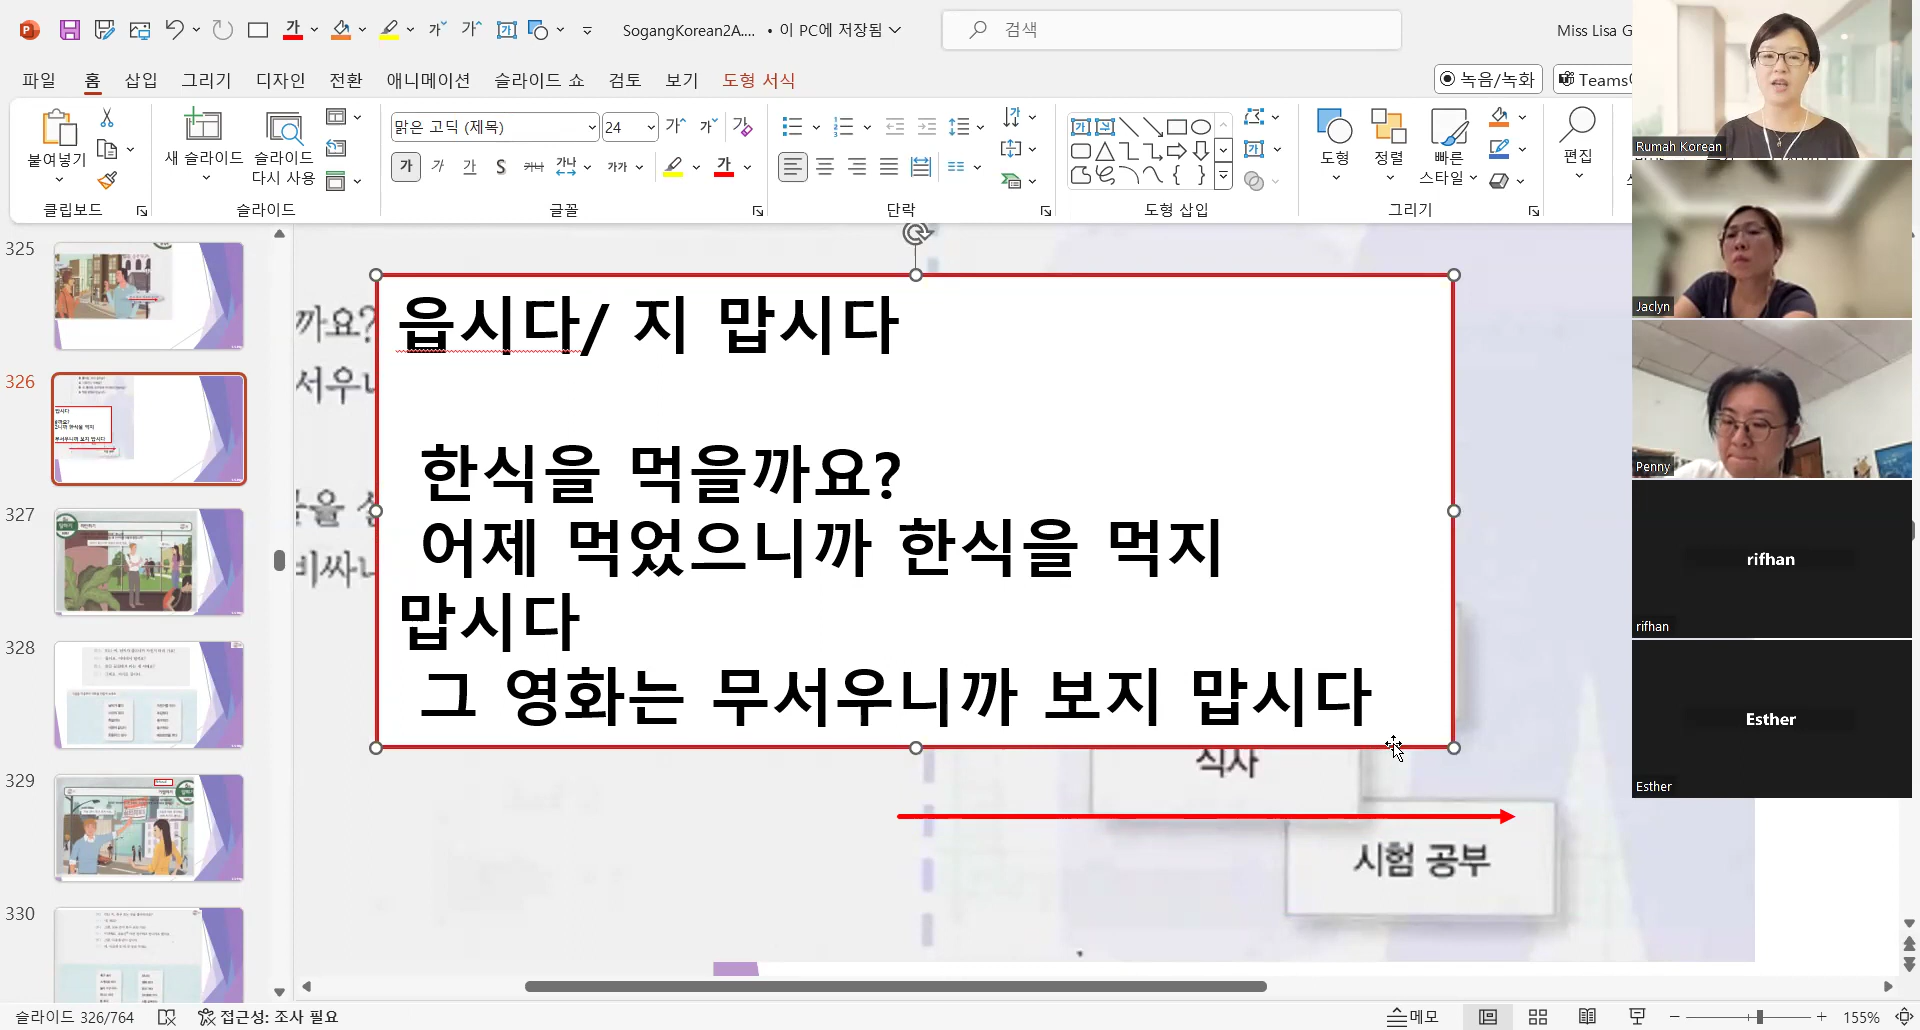 SogangKorean2A.... • 이 PC에 저장됨
검색
Miss Lisa G
파일 홈 삽입 그리기 디자인 전환 애니메이션 슬라이드 쇼 검토 보기 도형 서식
녹음/녹화
Teams
붙여넣기
새 슬라이드
슬라이드 다시 사용
맑은 고딕 (제목) 24
도형
정렬
빠른 스타일
편집
클립보드 슬라이드 글꼴 단락 도형 삽입 그리기
325
326
327
328
329
330
까요?
서우니
비싸니
읍시다/ 지 맙시다
한식을 먹을까요?
어제 먹었으니까 한식을 먹지
맙시다
그 영화는 무서우니까 보지 맙시다
식사
시험 공부
Rumah Korean
Jaclyn
Penny
rifhan
rifhan
Esther
Esther
슬라이드 326/764
접근성: 조사 필요
메모
155%